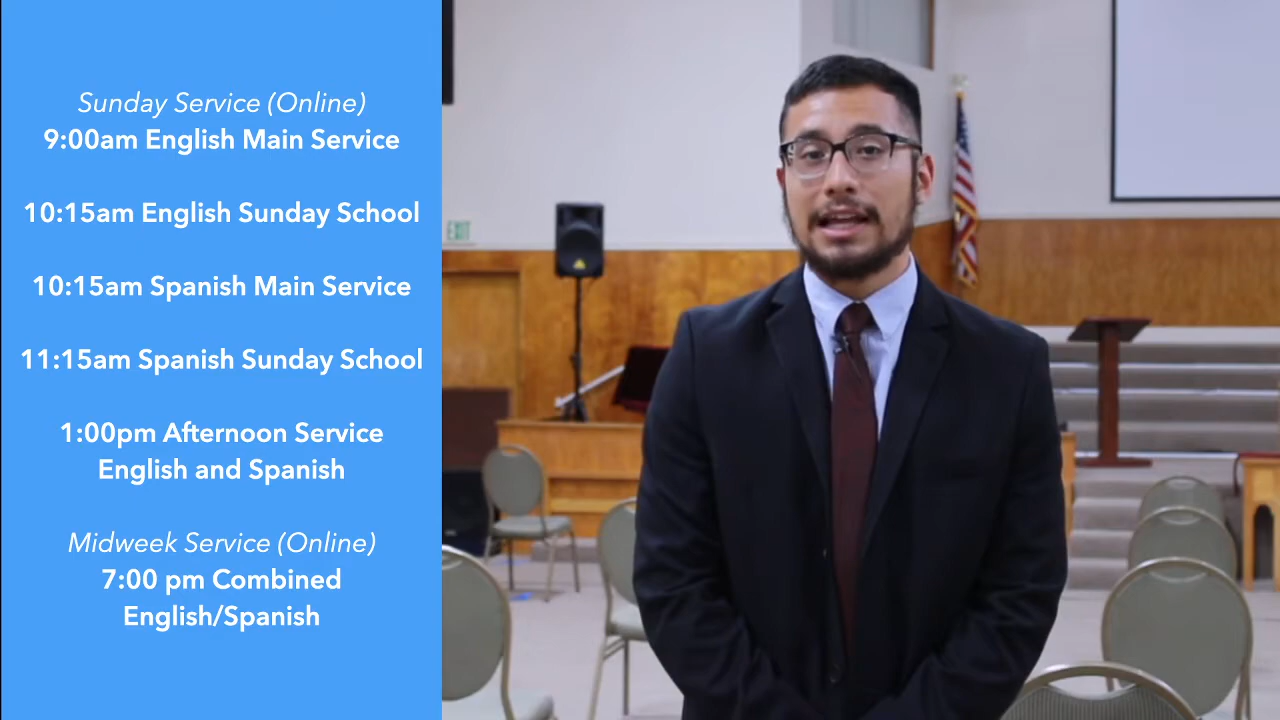 Sunday Service (Online)
9:00am English Main Service
10:15am English Sunday School
10:15am Spanish Main Service
11:15am Spanish Sunday School
1:00pm Afternoon Service
English and Spanish
Midweek Service (Online)
7:00 pm Combined
English/Spanish